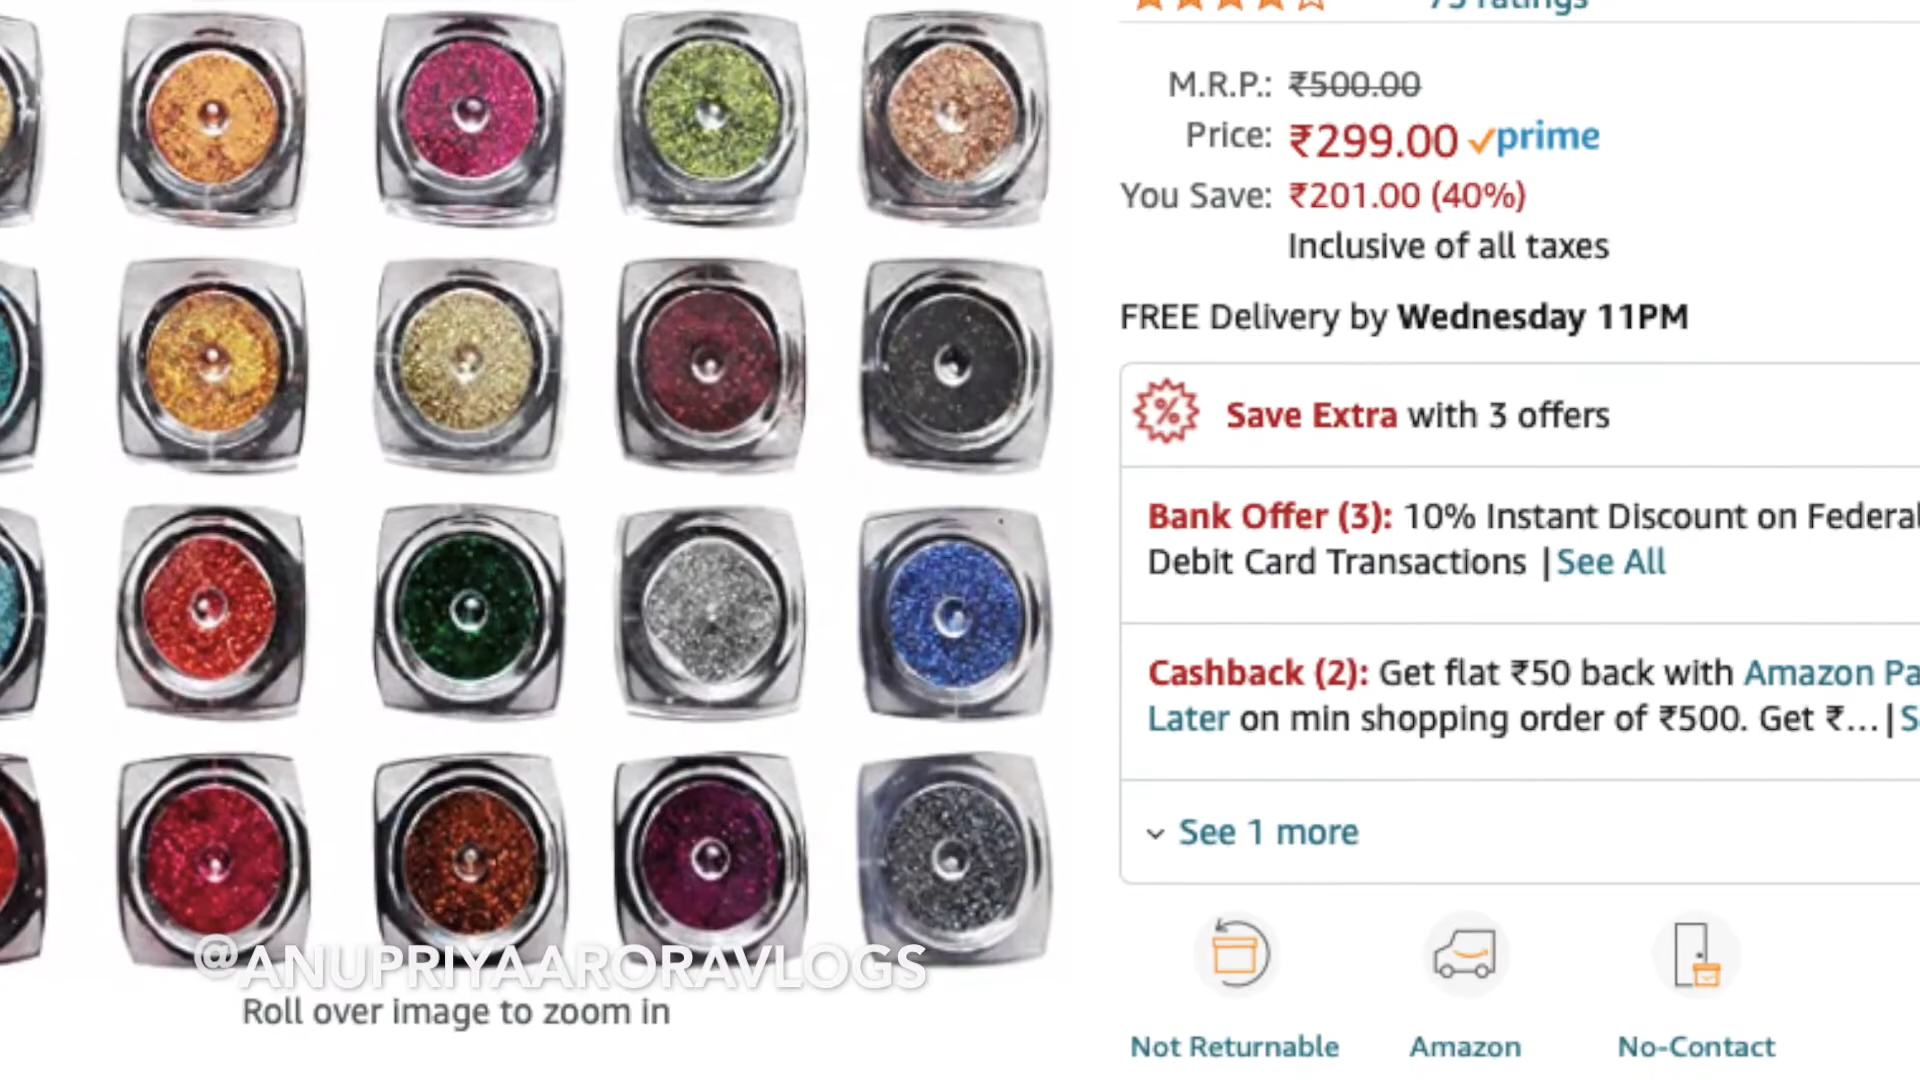 75 ratings
M.R.P.: ₹500.00
Price: ₹299.00 prime
You Save: ₹201.00 (40%)
Inclusive of all taxes
FREE Delivery by Wednesday 11PM
% Save Extra with 3 offers
Bank Offer (3): 10% Instant Discount on Federal
Debit Card Transactions | See All
Cashback (2): Get flat ₹50 back with Amazon Pa
Later on min shopping order of ₹500. Get ₹... | S
See 1 more
@ANUPRIYAARORAVLOGS
Roll over image to zoom in
Not Returnable
Amazon
No-Contact